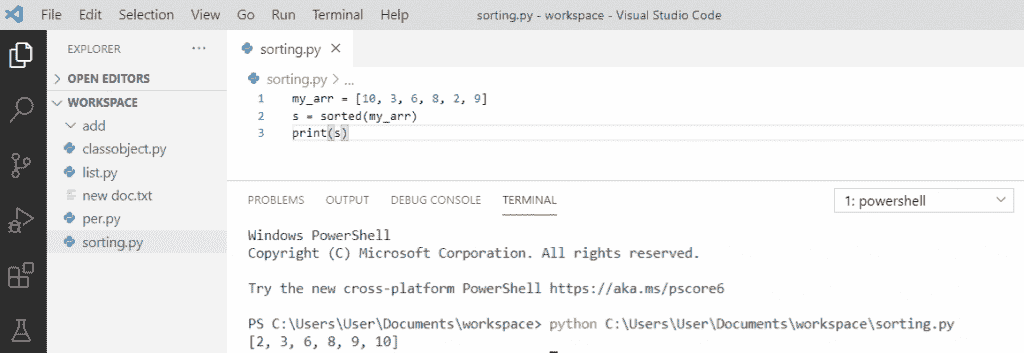 File Edit Selection View Go Run Terminal Help sorting.py - workspace - Visual Studio Code
EXPLORER ···
OPEN EDITORS
WORKSPACE
add
classobject.py
list.py
new doc.txt
per.py
sorting.py
sorting.py
sorting.py > ...
1 my_arr = [10, 3, 6, 8, 2, 9]
2 s = sorted(my_arr)
3 print(s)
PROBLEMS OUTPUT DEBUG CONSOLE TERMINAL 1: powershell
Windows PowerShell
Copyright (C) Microsoft Corporation. All rights reserved.
Try the new cross-platform PowerShell https://aka.ms/pscore6
PS C:\Users\User\Documents\workspace> python C:\Users\User\Documents\workspace\sorting.py
[2, 3, 6, 8, 9, 10]